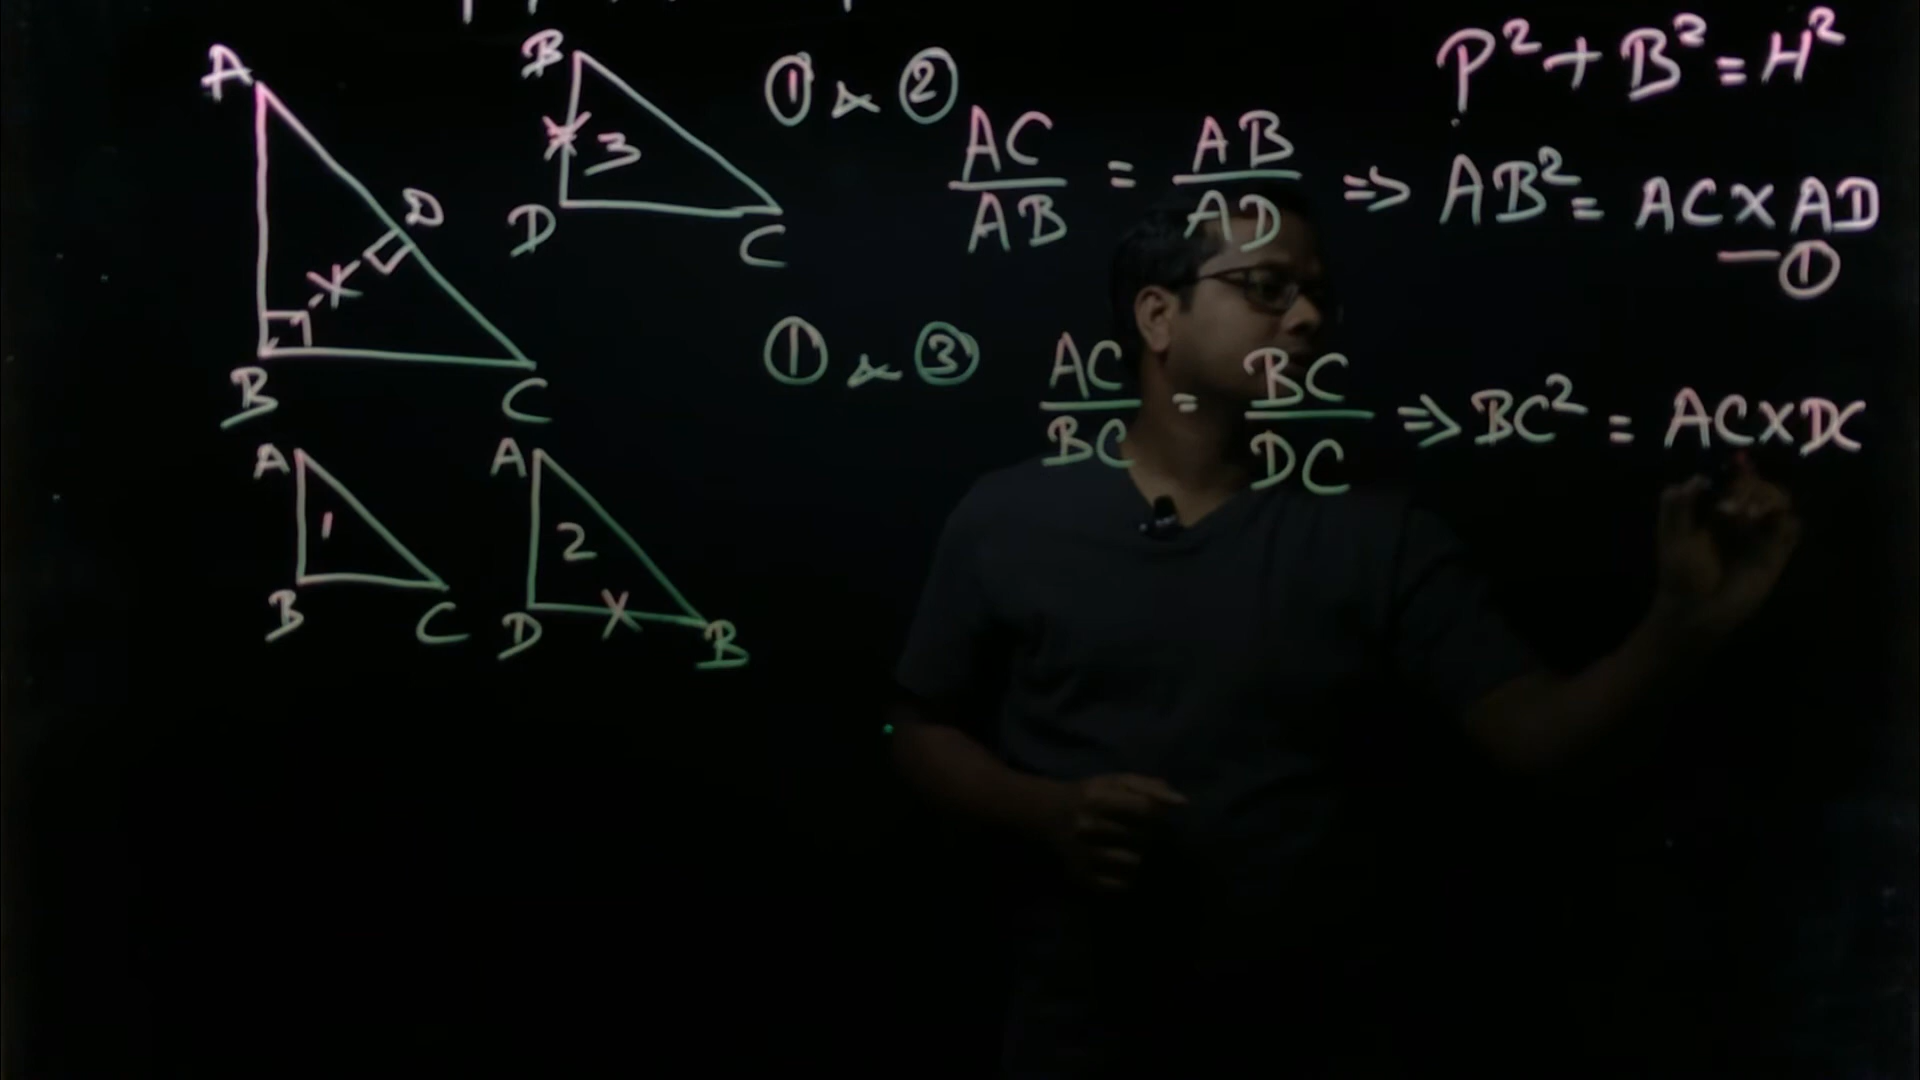 P² + B² = H²
A
D
B
C
B
3
D
C
① & ②
AC/AB = AB/AD => AB² = AC × AD
— ①
① & ③
AC/BC = BC/DC => BC² = AC × DC
A
1
B
C
A
2
D
B